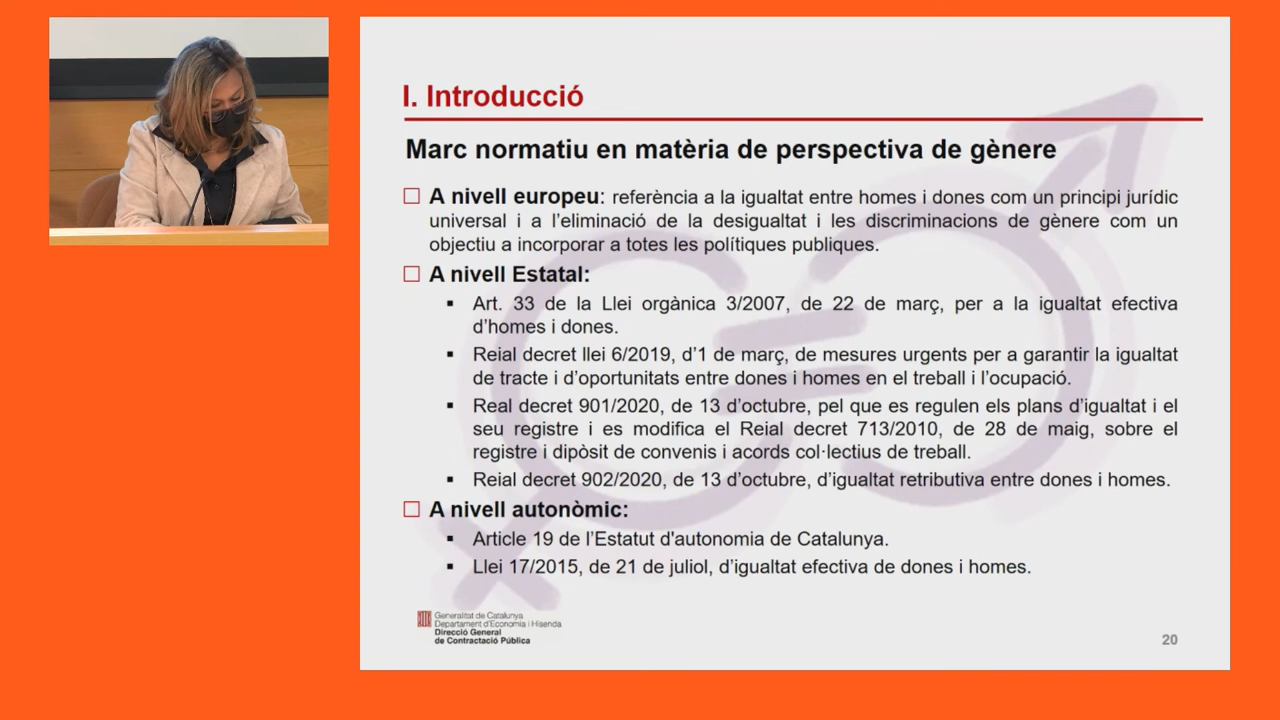 I. Introducció
Marc normatiu en matèria de perspectiva de gènere
A nivell europeu: referència a la igualtat entre homes i dones com un principi jurídic
universal i a l’eliminació de la desigualtat i les discriminacions de gènere com un
objectiu a incorporar a totes les polítiques publiques.
A nivell Estatal:
▪ Art. 33 de la Llei orgànica 3/2007, de 22 de març, per a la igualtat efectiva
d’homes i dones.
▪ Reial decret llei 6/2019, d’1 de març, de mesures urgents per a garantir la igualtat
de tracte i d’oportunitats entre dones i homes en el treball i l’ocupació.
▪ Real decret 901/2020, de 13 d’octubre, pel que es regulen els plans d’igualtat i el
seu registre i es modifica el Reial decret 713/2010, de 28 de maig, sobre el
registre i dipòsit de convenis i acords col·lectius de treball.
▪ Reial decret 902/2020, de 13 d’octubre, d’igualtat retributiva entre dones i homes.
A nivell autonòmic:
▪ Article 19 de l’Estatut d'autonomia de Catalunya.
▪ Llei 17/2015, de 21 de juliol, d’igualtat efectiva de dones i homes.
Generalitat de Catalunya
Departament d’Economia i Hisenda
Direcció General
de Contractació Pública
20